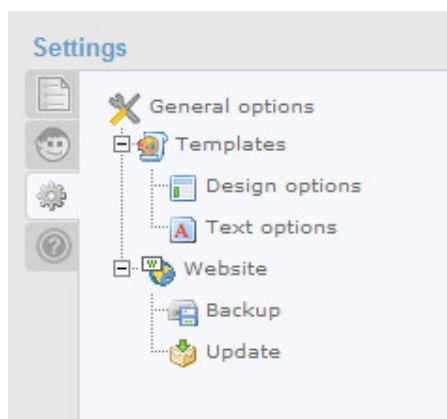 Settings
General options
Templates
Design options
A Text options
W Website
Backup
Update